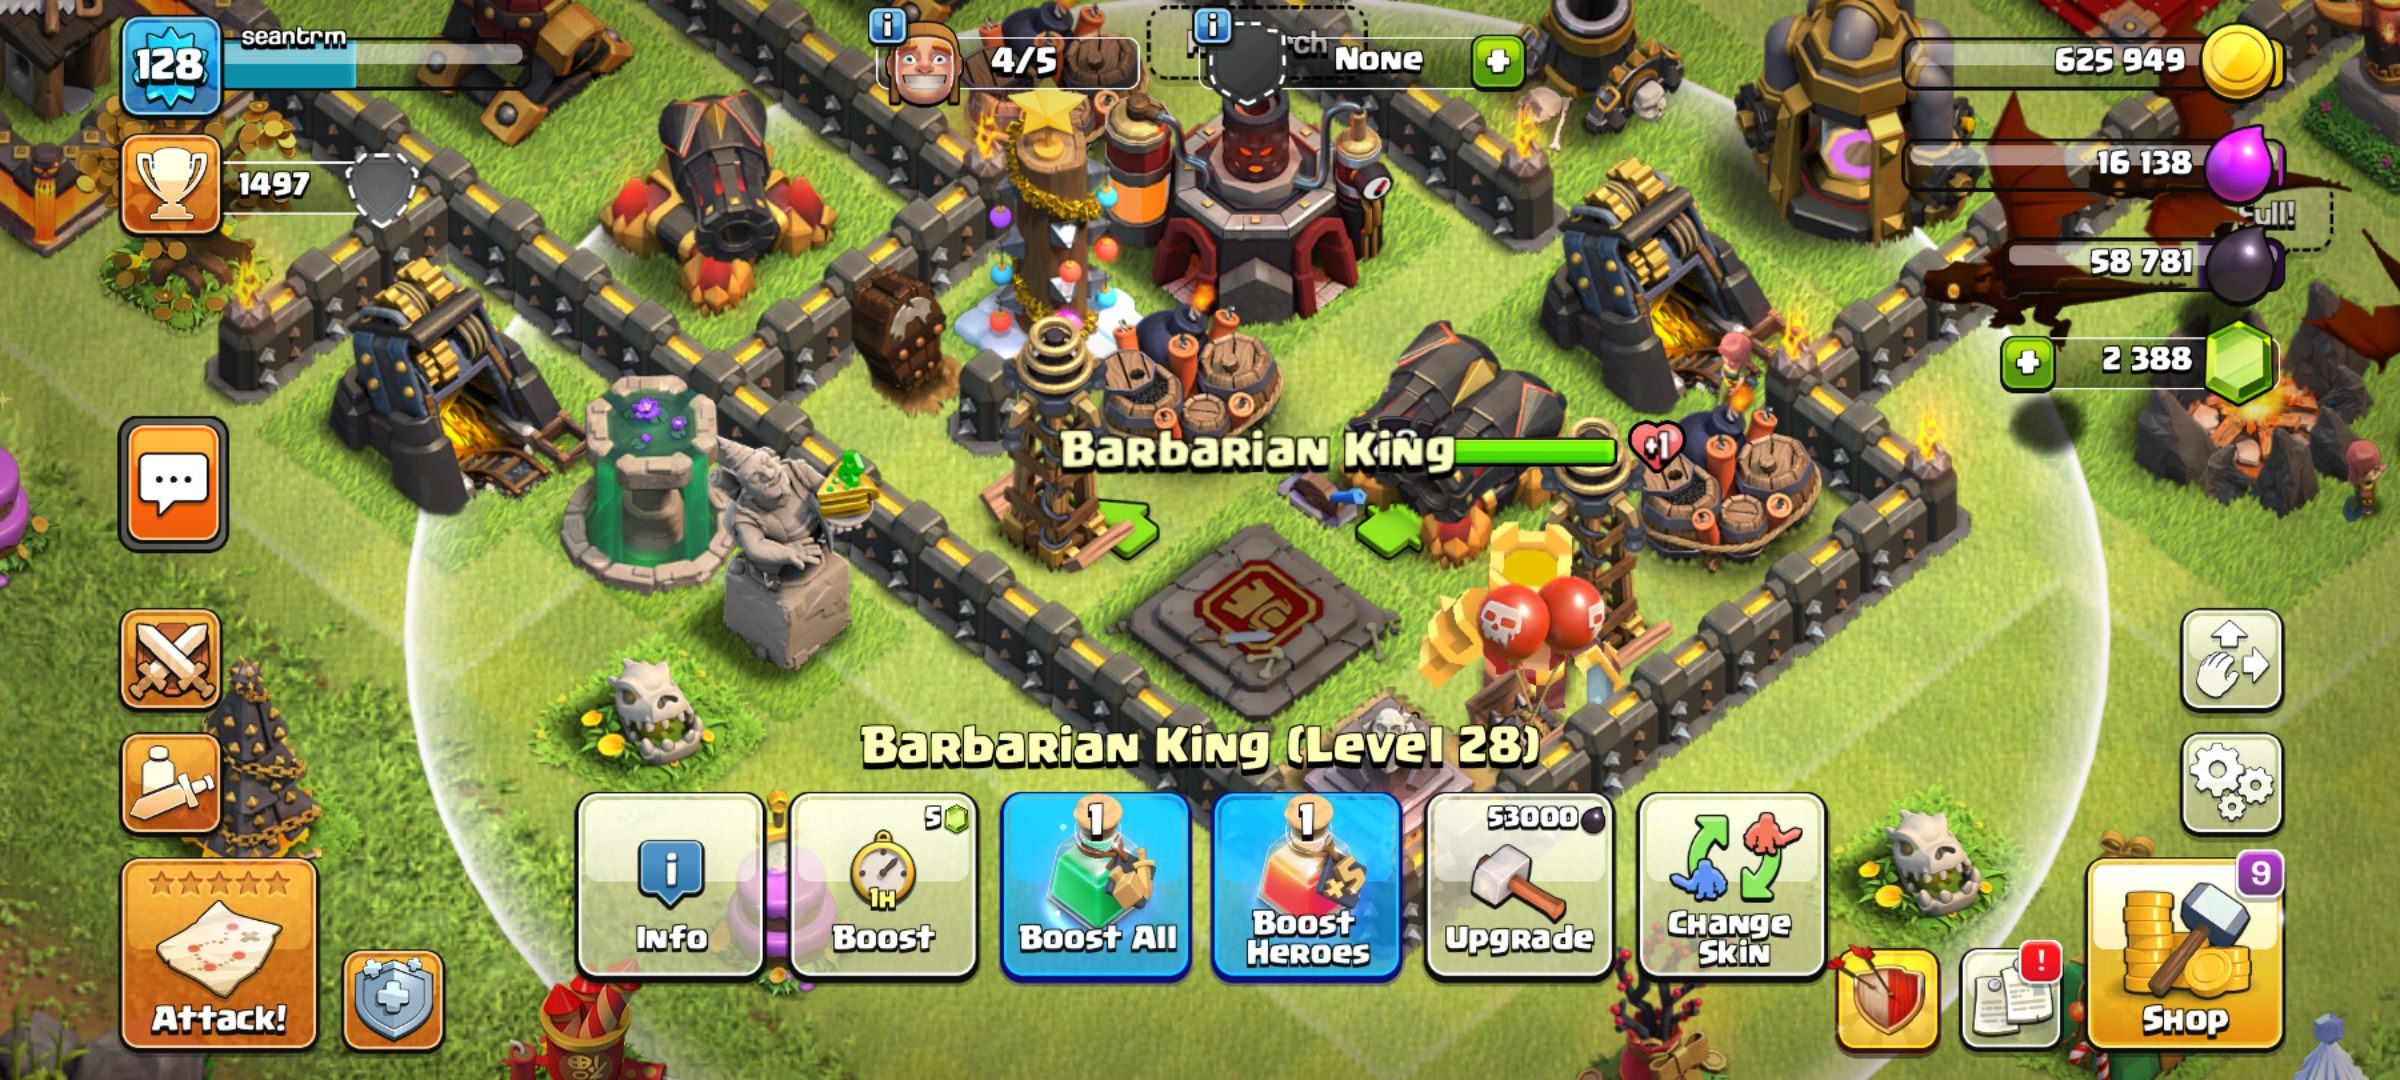 128
seantrm
4/5
None
625 949
1497
16 138
Full!
58 781
2 388
Barbarian King
+1
Barbarian King (Level 28)
Info
5
1H
Boost
1
Boost All
1
+5
Boost
Heroes
53000
Upgrade
Change
Skin
Attack!
!
9
Shop